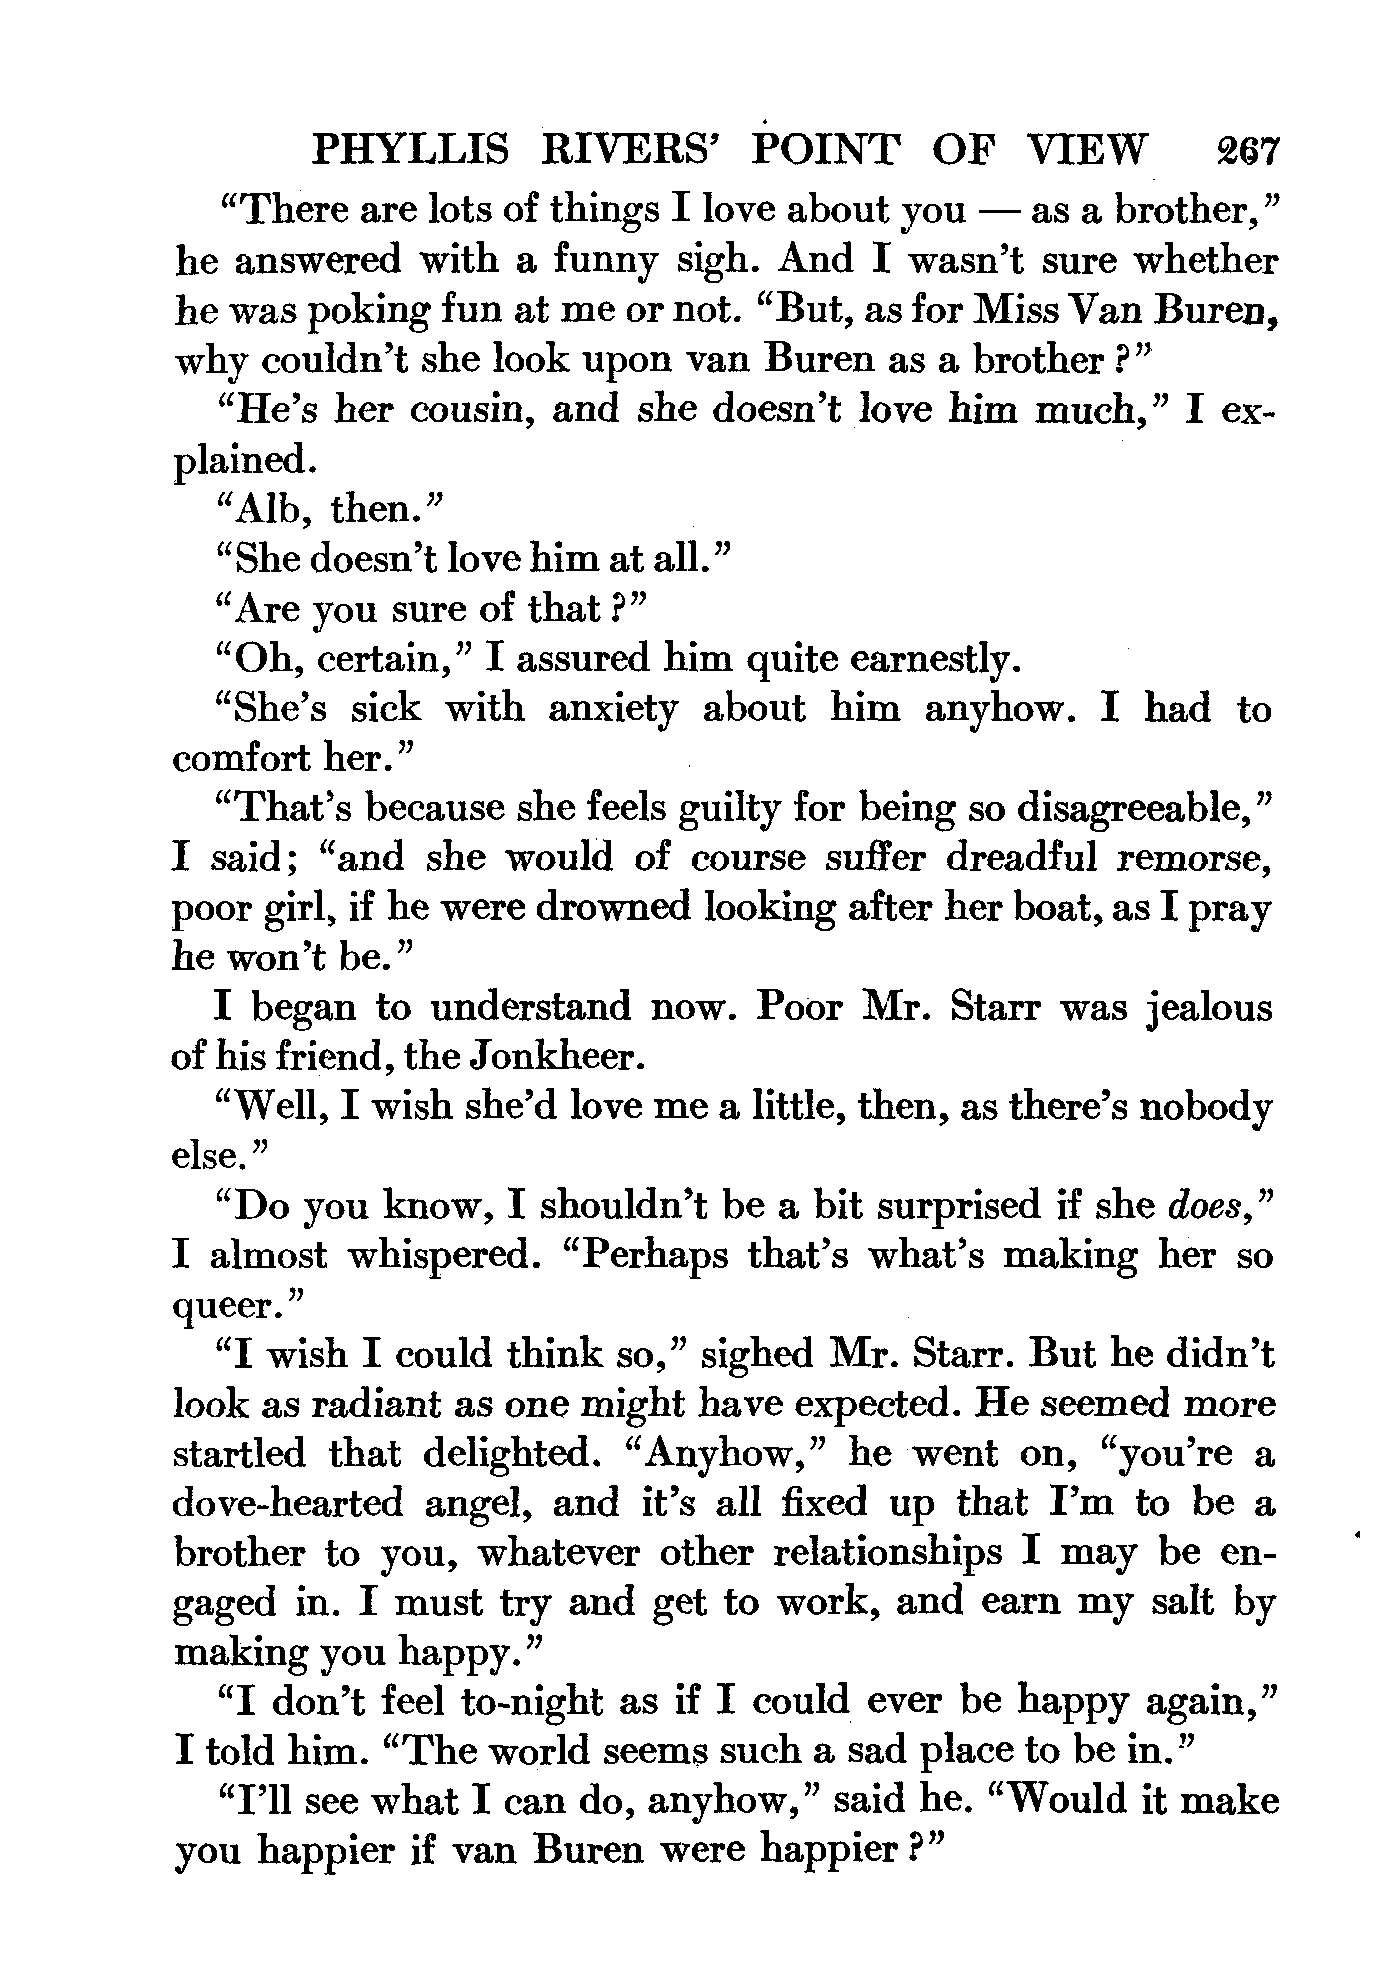 PHYLLIS RIVERS' POINT OF VIEW 267
“There are lots of things I love about you — as a brother,”
he answered with a funny sigh. And I wasn't sure whether
he was poking fun at me or not. “But, as for Miss Van Buren,
why couldn't she look upon van Buren as a brother?”
“He's her cousin, and she doesn't love him much,” I ex-
plained.
“Alb, then.”
“She doesn't love him at all.”
“Are you sure of that?”
“Oh, certain,” I assured him quite earnestly.
“She's sick with anxiety about him anyhow. I had to
comfort her.”
“That's because she feels guilty for being so disagreeable,”
I said; “and she would of course suffer dreadful remorse,
poor girl, if he were drowned looking after her boat, as I pray
he won't be.”
I began to understand now. Poor Mr. Starr was jealous
of his friend, the Jonkheer.
“Well, I wish she'd love me a little, then, as there's nobody
else.”
“Do you know, I shouldn't be a bit surprised if she does,”
I almost whispered. “Perhaps that's what's making her so
queer.”
“I wish I could think so,” sighed Mr. Starr. But he didn't
look as radiant as one might have expected. He seemed more
startled that delighted. “Anyhow,” he went on, “you're a
dove-hearted angel, and it's all fixed up that I'm to be a
brother to you, whatever other relationships I may be en-
gaged in. I must try and get to work, and earn my salt by
making you happy.”
“I don't feel to-night as if I could ever be happy again,”
I told him. “The world seems such a sad place to be in.”
“I'll see what I can do, anyhow,” said he. “Would it make
you happier if van Buren were happier?”